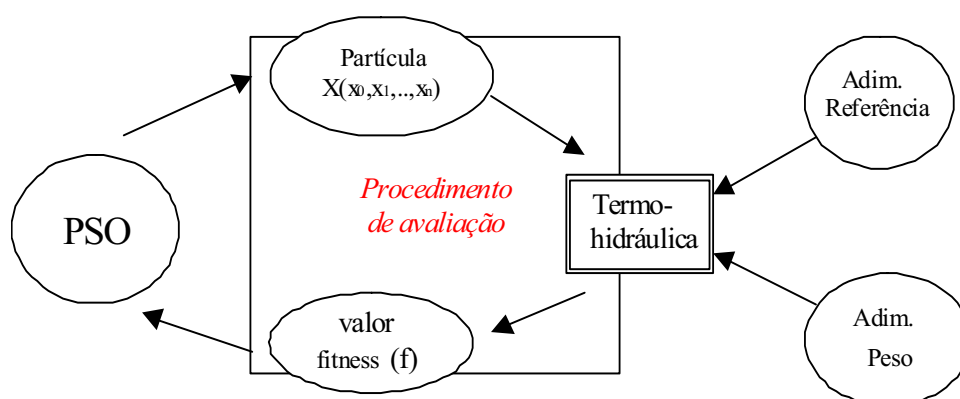 Partícula
X(x0,x1,..,xn)
Adim.
Referência
Procedimento
de avaliação
Termo-
hidráulica
PSO
valor
fitness (f)
Adim.
Peso